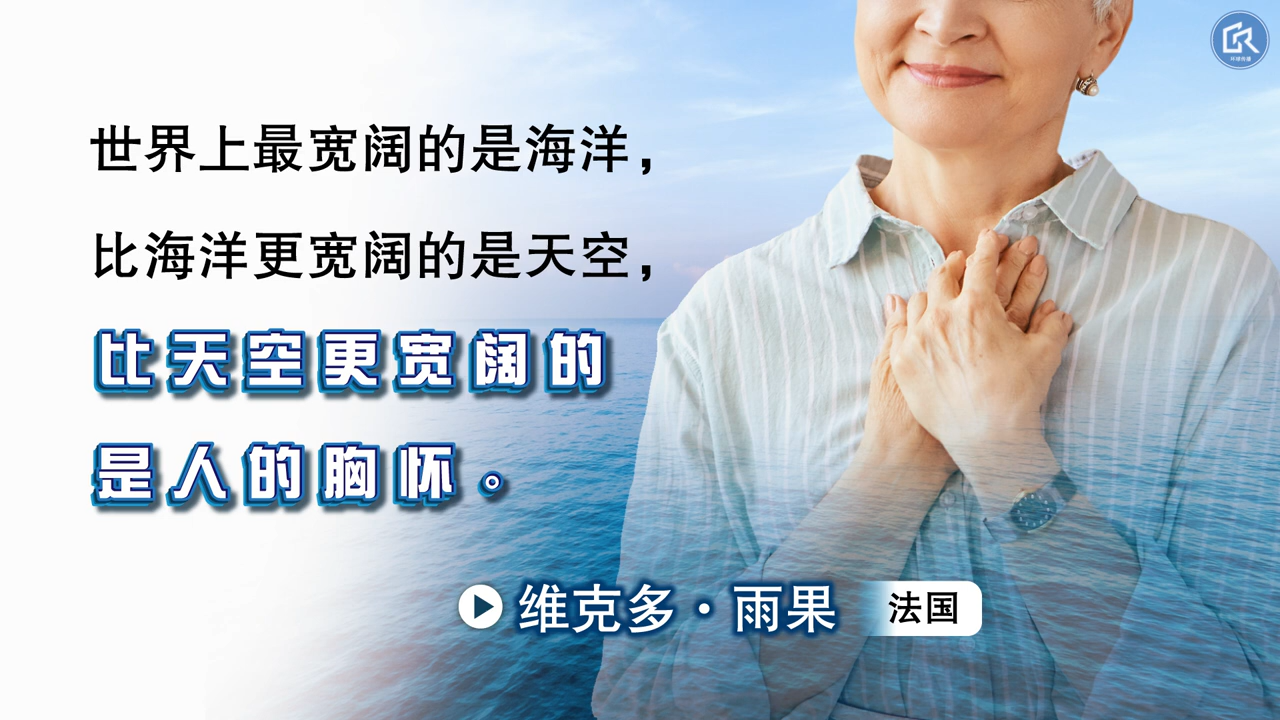 世界上最宽阔的是海洋，
比海洋更宽阔的是天空，
比天空更宽阔的
是人的胸怀。
维克多·雨果 法国